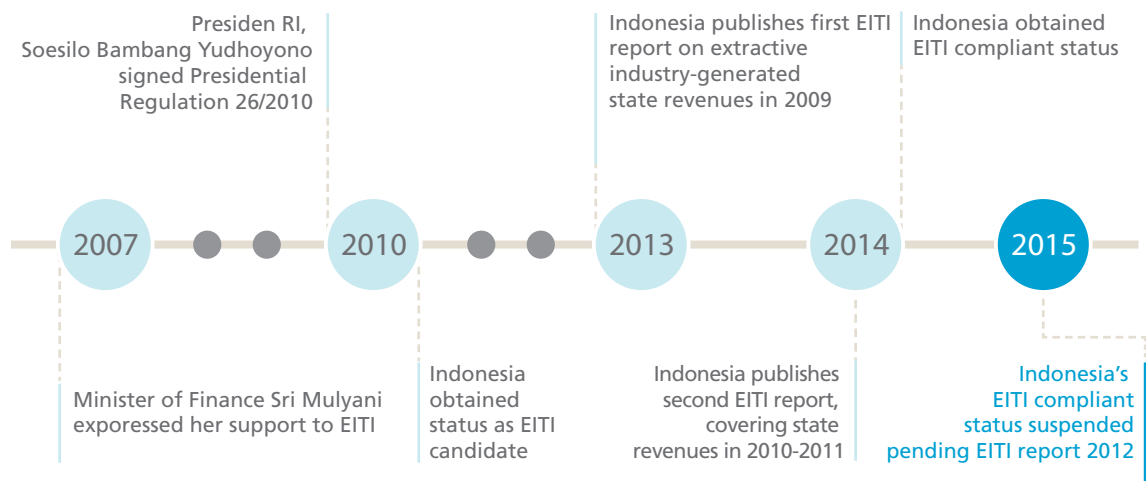 Presiden RI,
Soesilo Bambang Yudhoyono
signed Presidential
Regulation 26/2010
Indonesia publishes first EITI
report on extractive
industry-generated
state revenues in 2009
Indonesia obtained
EITI compliant status
2007
2010
2013
2014
2015
Minister of Finance Sri Mulyani
exporessed her support to EITI
Indonesia
obtained
status as EITI
candidate
Indonesia publishes
second EITI report,
covering state
revenues in 2010-2011
Indonesia's
EITI compliant
status suspended
pending EITI report 2012